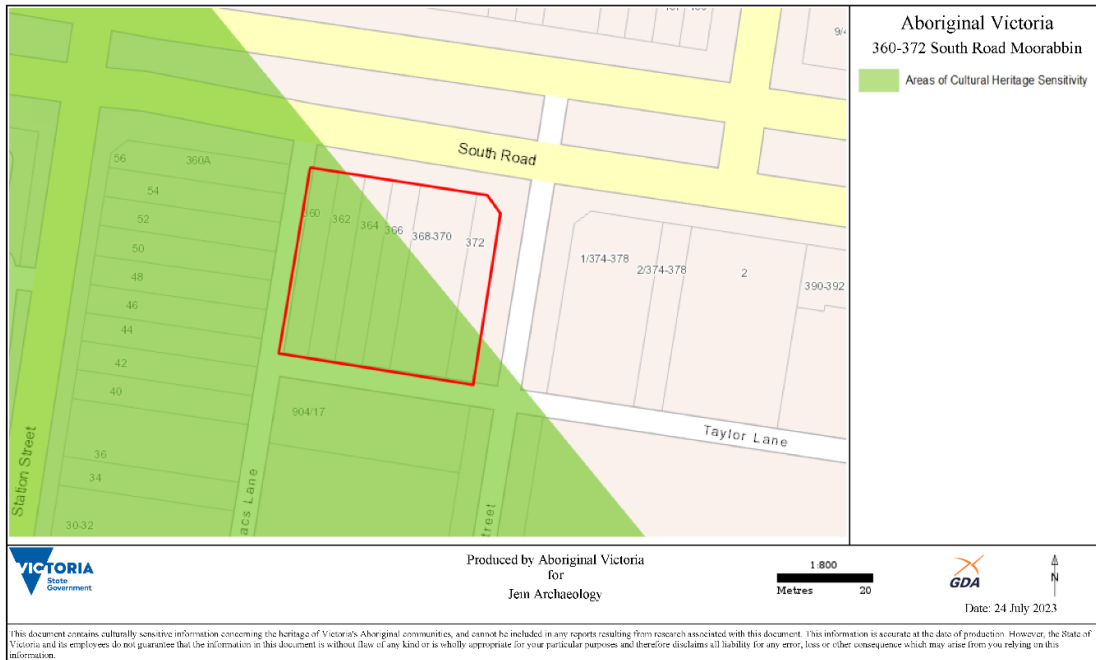 Aboriginal Victoria
360-372 South Road Moorabbin
Areas of Cultural Heritage Sensitivity
9/4
South Road
56
360A
54
52
50
48
46
44
42
40
36
34
30-32
360
362
364
366
368-370
372
1/374-378
2/374-378
2
390-392
904/17
Taylor Lane
Station Street
acs Lane
treet
VICTORIA
State
Government
Produced by Aboriginal Victoria
for
Jem Archaeology
1:800
Metres 20
GDA
N
Date: 24 July 2023
This document contains culturally sensitive information concerning the heritage of Victoria's Aboriginal communities, and cannot be included in any reports resulting from research associated with this document. This information is accurate at the date of production. However, the State of
Victoria and its employees do not guarantee that the information in this document is without flaw of any kind or is wholly appropriate for your particular purposes and therefore disclaims all liability for any error, loss or other consequence which may arise from you relying on this
information.